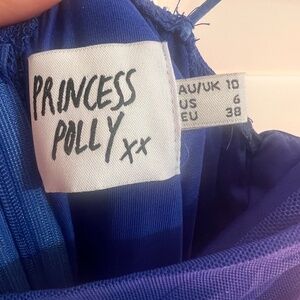 PRINCESS
POLLY xx
AU/UK 10
US 6
EU 38